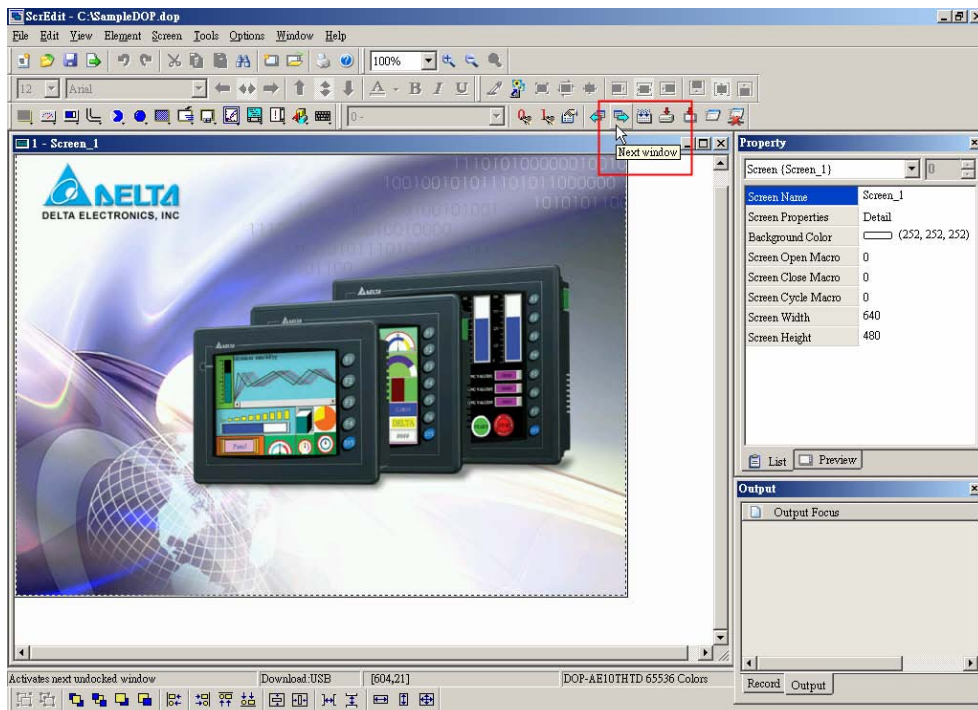 ScrEdit - C:\SampleDOP.dop
File Edit View Element Screen Tools Options Window Help
100%
12 Arial
A - B I U
0 -
Next window
1 - Screen_1
DELTA
DELTA ELECTRONICS, INC
DELTA
Property
Screen {Screen_1} 0
Screen Name Screen_1
Screen Properties Detail
Background Color (252, 252, 252)
Screen Open Macro 0
Screen Close Macro 0
Screen Cycle Macro 0
Screen Width 640
Screen Height 480
List Preview
Output
Output Focus
Record Output
Activates next undocked window Download:USB [604,21] DOP-AE10THTD 65536 Colors